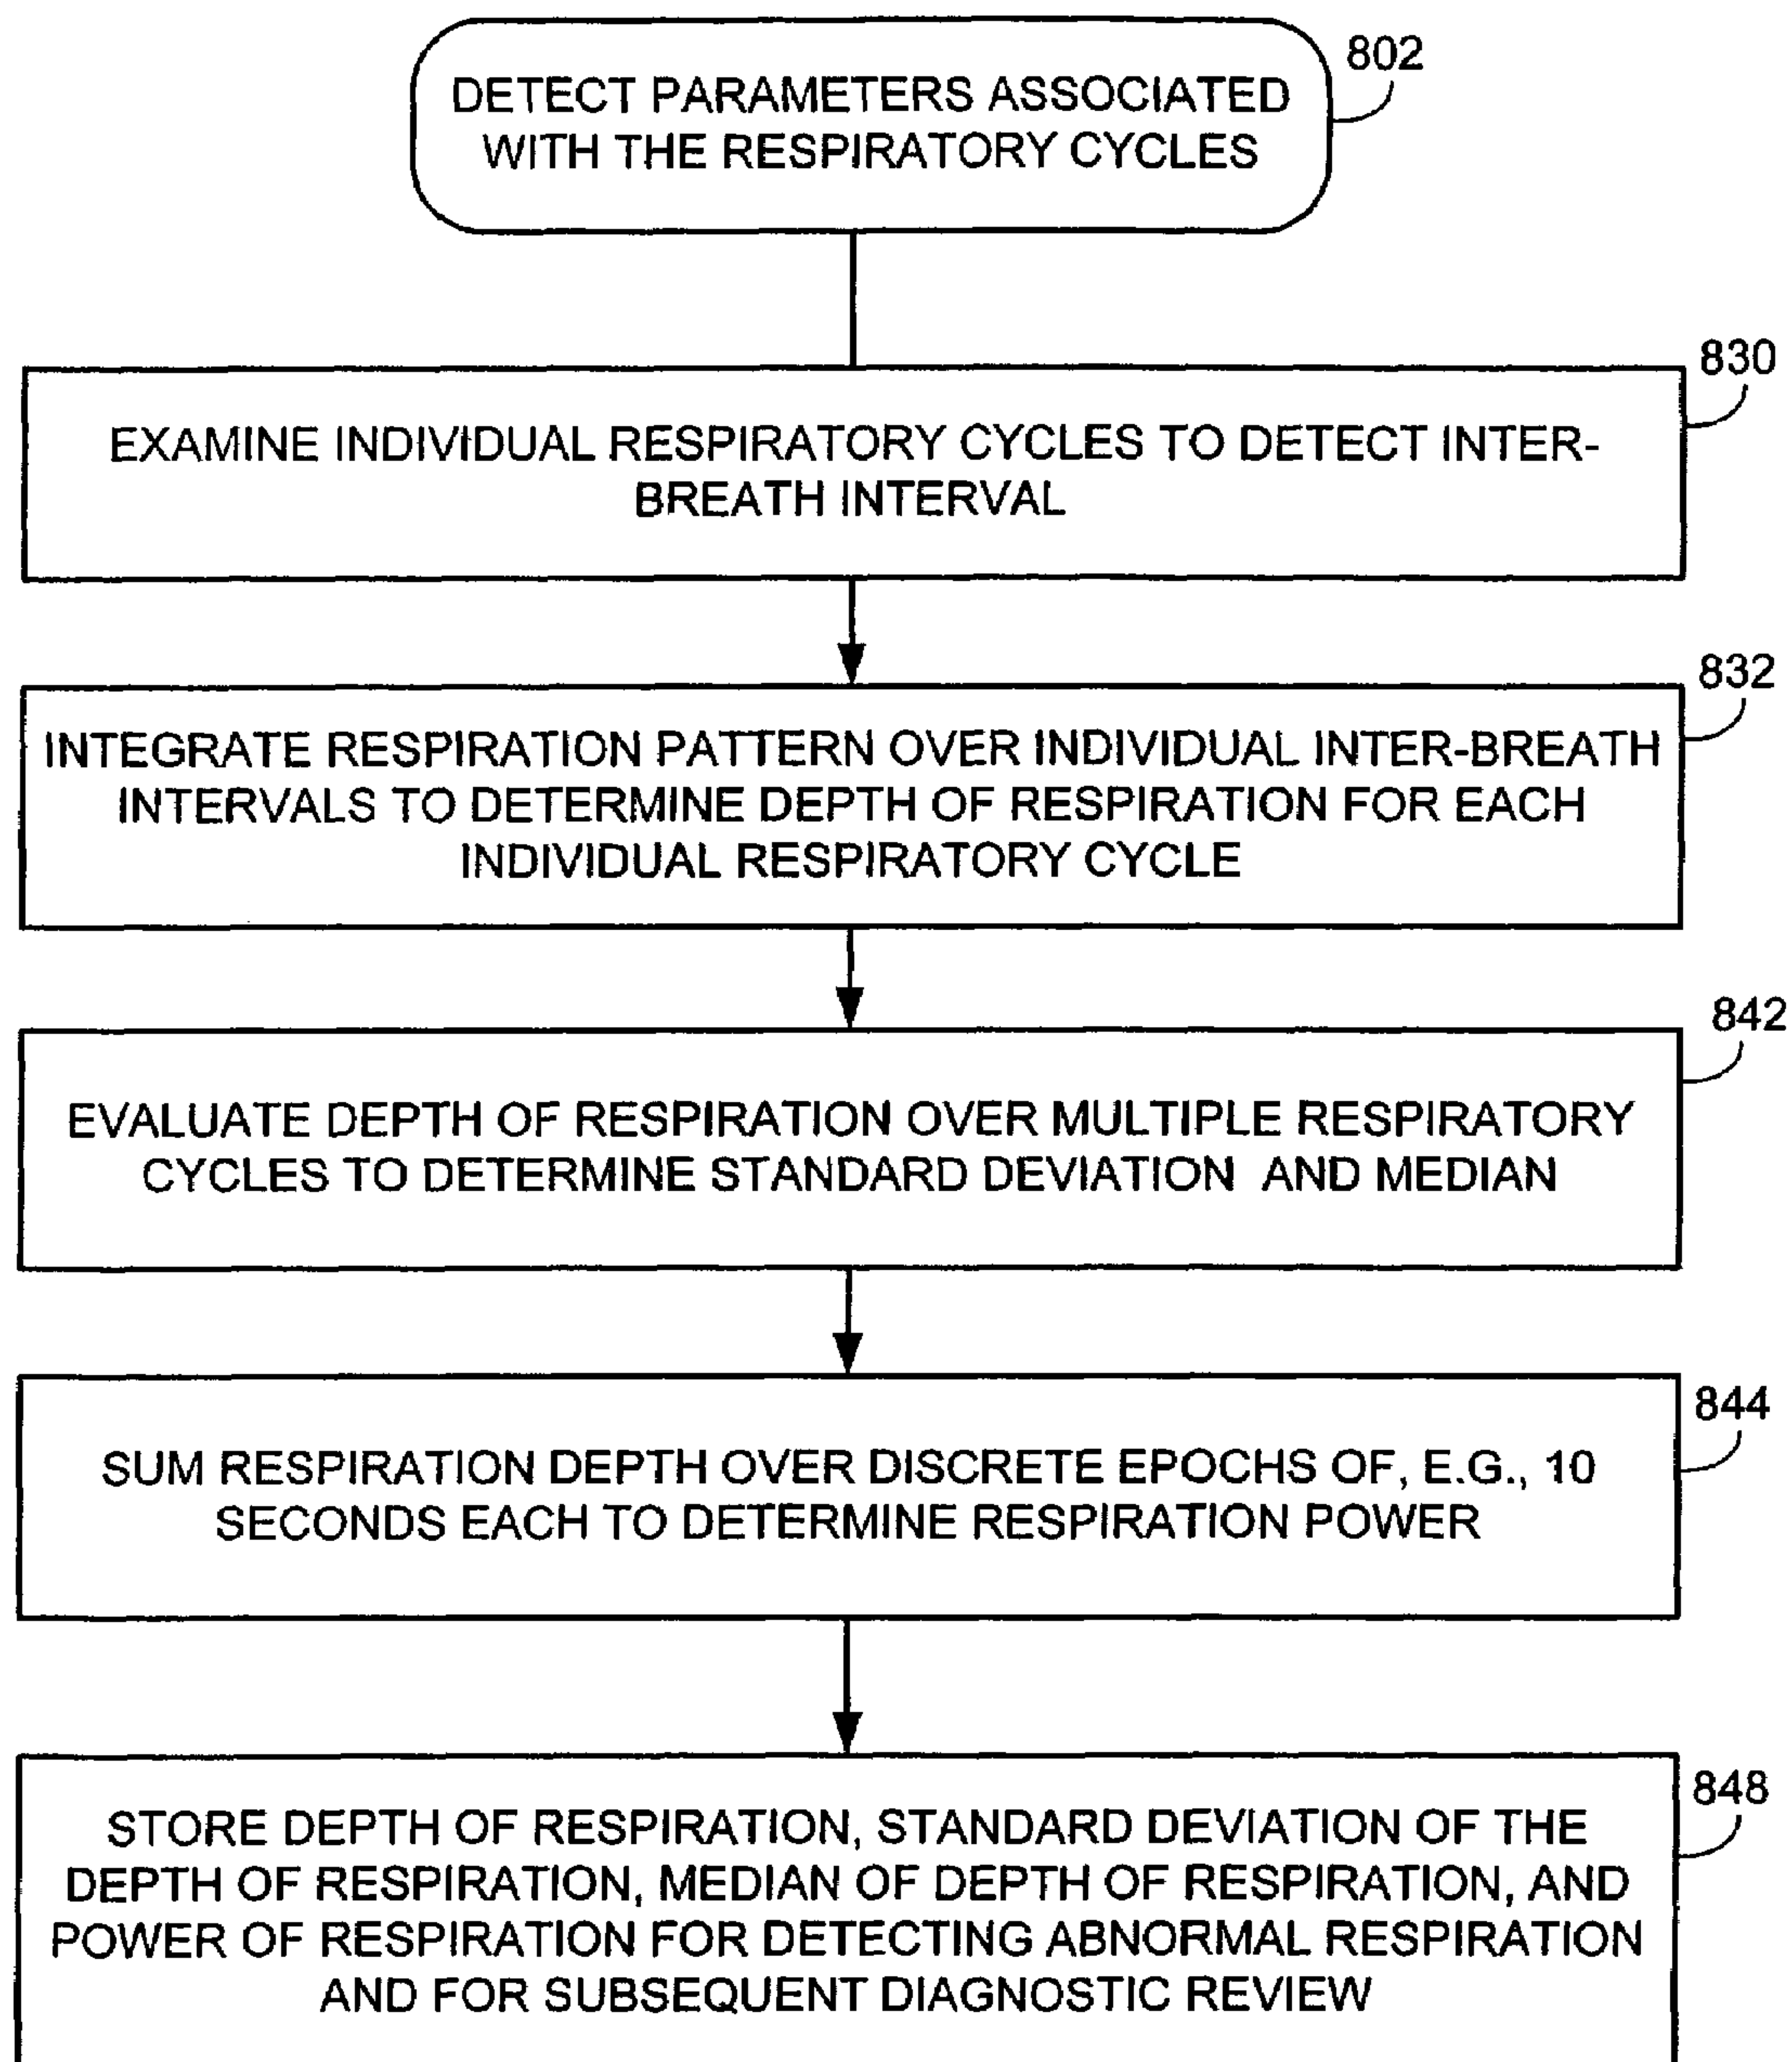 802
DETECT PARAMETERS ASSOCIATED
WITH THE RESPIRATORY CYCLES
830
EXAMINE INDIVIDUAL RESPIRATORY CYCLES TO DETECT INTER-
BREATH INTERVAL
832
INTEGRATE RESPIRATION PATTERN OVER INDIVIDUAL INTER-BREATH
INTERVALS TO DETERMINE DEPTH OF RESPIRATION FOR EACH
INDIVIDUAL RESPIRATORY CYCLE
842
EVALUATE DEPTH OF RESPIRATION OVER MULTIPLE RESPIRATORY
CYCLES TO DETERMINE STANDARD DEVIATION AND MEDIAN
844
SUM RESPIRATION DEPTH OVER DISCRETE EPOCHS OF, E.G., 10
SECONDS EACH TO DETERMINE RESPIRATION POWER
848
STORE DEPTH OF RESPIRATION, STANDARD DEVIATION OF THE
DEPTH OF RESPIRATION, MEDIAN OF DEPTH OF RESPIRATION, AND
POWER OF RESPIRATION FOR DETECTING ABNORMAL RESPIRATION
AND FOR SUBSEQUENT DIAGNOSTIC REVIEW